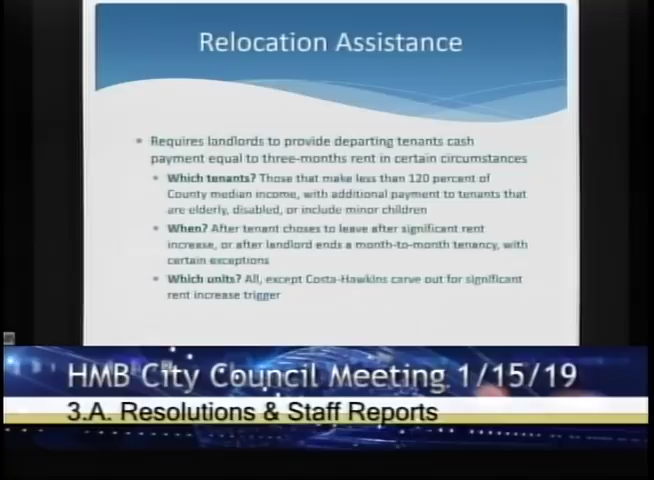 Relocation Assistance
Requires landlords to provide departing tenants cash
payment equal to three-months rent in certain circumstances
Which tenants? Those that make less than 120 percent of
County median income, with additional payment to tenants that
are elderly, disabled, or include minor children
When? After tenant choses to leave after significant rent
increase, or after landlord ends a month-to-month tenancy, with
certain exceptions
Which units? All, except Costa-Hawkins carve out for significant
rent increase trigger
HMB City Council Meeting 1/15/19
3.A. Resolutions & Staff Reports